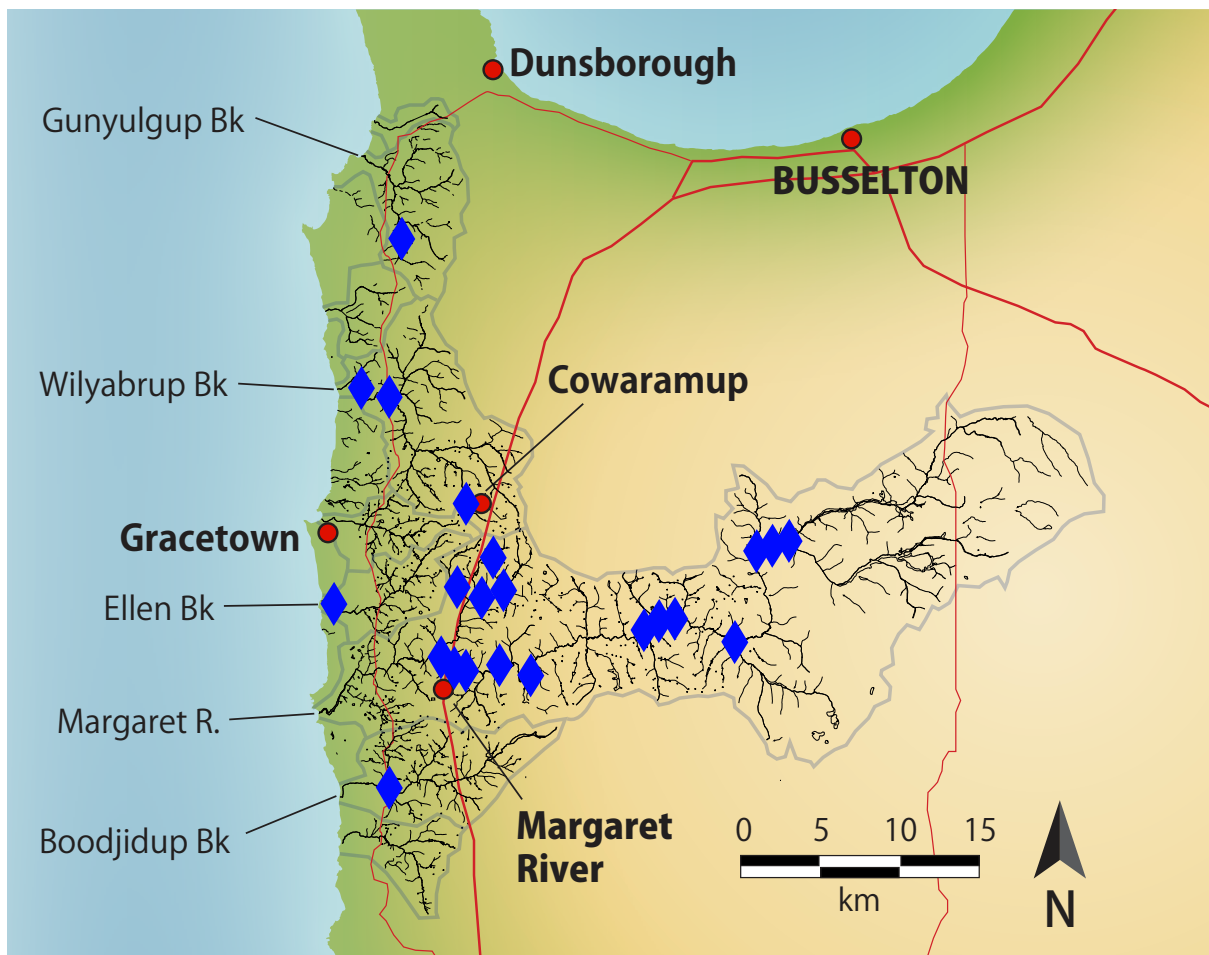 Dunsborough
Gunyulgup Bk
BUSSELTON
Wilyabrup Bk
Cowaramup
Gracetown
Ellen Bk
Margaret R.
Boodjidup Bk
Margaret
River
0 5 10 15
km
N